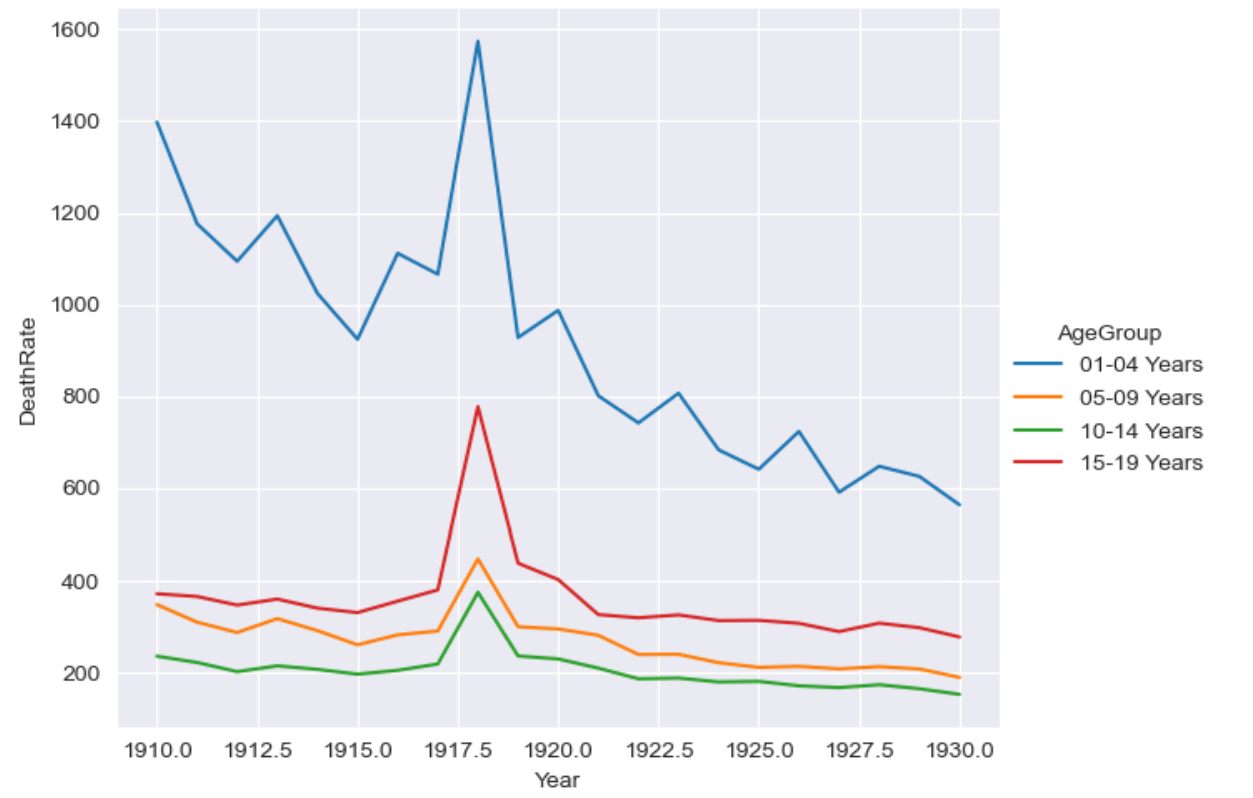 1600
1400
1200
1000
800
600
400
200
DeathRate
1910.0 1912.5 1915.0 1917.5 1920.0 1922.5 1925.0 1927.5 1930.0
Year
AgeGroup
01-04 Years
05-09 Years
10-14 Years
15-19 Years